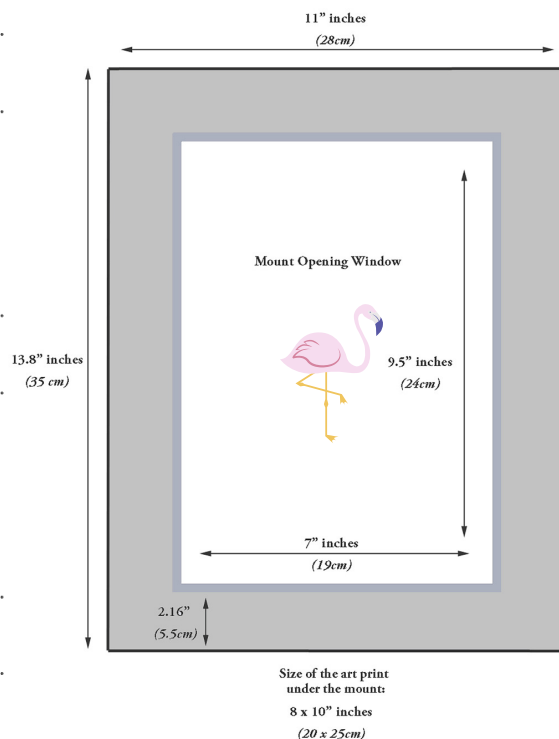 11” inches
(28cm)
Mount Opening Window
13.8” inches
(35 cm)
9.5” inches
(24cm)
7” inches
(19cm)
2.16”
(5.5cm)
Size of the art print
under the mount:
8 x 10” inches
(20 x 25cm)